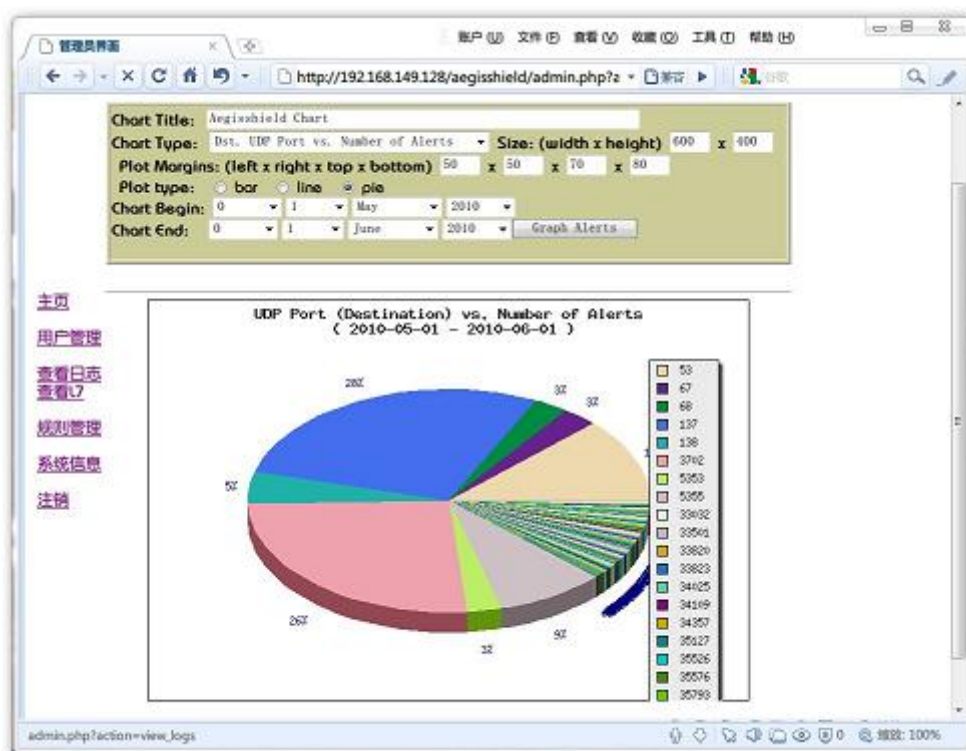 管理员界面
账户(U) 文件(F) 查看(V) 收藏(O) 工具(T) 帮助(H)
http://192.168.149.128/aegisshield/admin.php?a
兼容
谷歌
Chart Title: Aegisshield Chart
Chart Type: Dst. UDP Port vs. Number of Alerts Size: (width x height) 600 x 400
Plot Margins: (left x right x top x bottom) 50 x 50 x 70 x 80
Plot type: bar line pie
Chart Begin: 0 1 May 2010
Chart End: 0 1 June 2010 Graph Alerts
主页
用户管理
查看日志
查看L7
规则管理
系统信息
注销
UDP Port (Destination) vs. Number of Alerts
( 2010-05-01 - 2010-06-01 )
28%
3%
3%
5%
26%
3%
9%
53
67
68
137
138
3702
5353
5355
33032
33501
33820
33823
34025
34109
34357
35127
35526
35576
35793
admin.php?action=view_logs
0
缩放: 100%